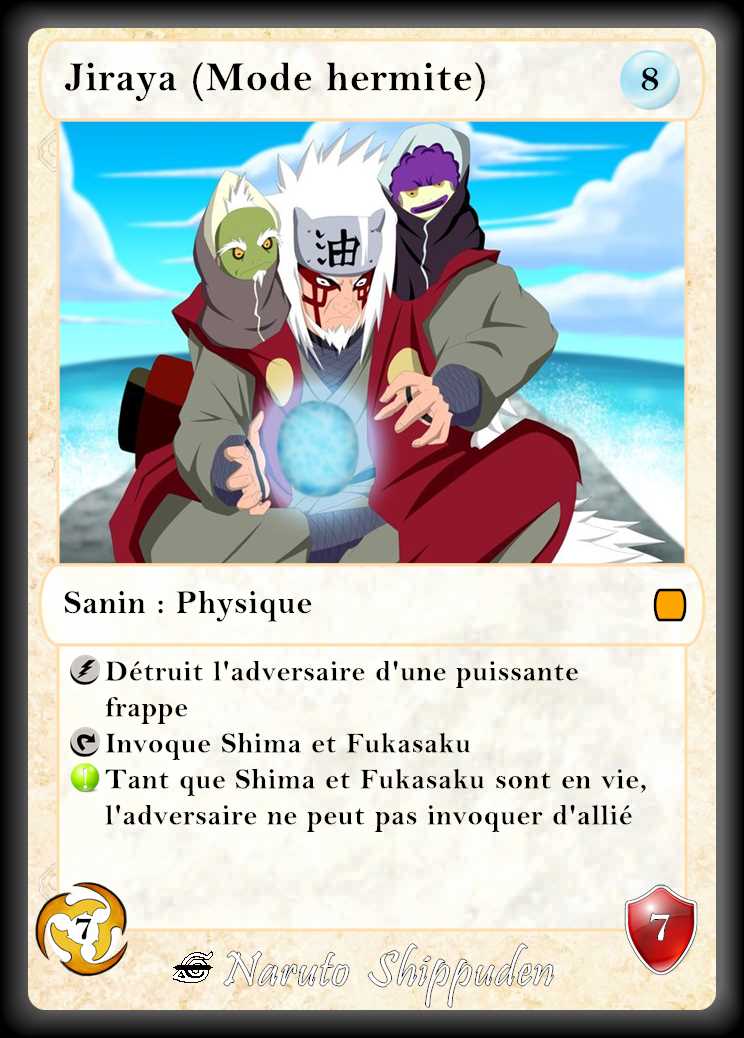 Jiraya (Mode hermite)
8
油
Sanin : Physique
Détruit l'adversaire d'une puissante
frappe
Invoque Shima et Fukasaku
Tant que Shima et Fukasaku sont en vie,
l'adversaire ne peut pas invoquer d'allié
7
7
Naruto Shippuden